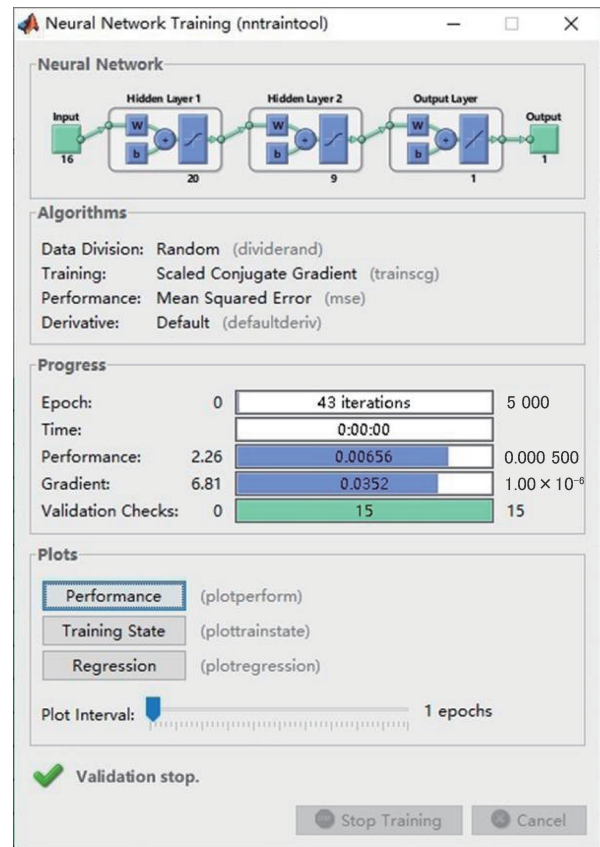 Neural Network Training (nntraintool)
Neural Network
Hidden Layer 1 Hidden Layer 2 Output Layer
Input Output
W W W
b b b
+ + +
16 20 9 1 1
Algorithms
Data Division: Random (dividerand)
Training: Scaled Conjugate Gradient (trainscg)
Performance: Mean Squared Error (mse)
Derivative: Default (defaultderiv)
Progress
Epoch: 0 43 iterations 5 000
Time: 0:00:00
Performance: 2.26 0.00656 0.000 500
Gradient: 6.81 0.0352 1.00 × 10⁻⁶
Validation Checks: 0 15 15
Plots
Performance (plotperform)
Training State (plottrainstate)
Regression (plotregression)
Plot Interval: 1 epochs
Validation stop.
Stop Training Cancel